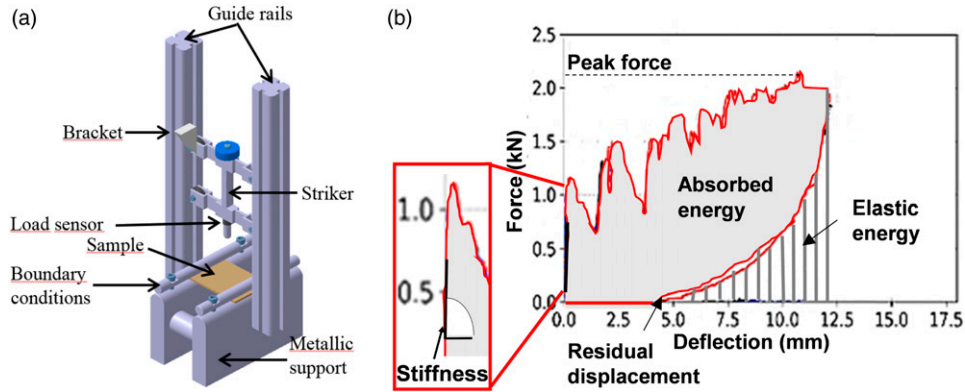 (a)
Guide rails
Bracket
Striker
Load sensor
Sample
Boundary
conditions
Metallic
support
(b)
2.5
Peak force
2.0
1.5
Force (kN)
1.0
0.5
0.0
Absorbed
energy
Elastic
energy
1.0
0.5
Stiffness
0.0 2.5 5.0 7.5 10.0 12.5 15.0 17.5
Residual
displacement
Deflection (mm)